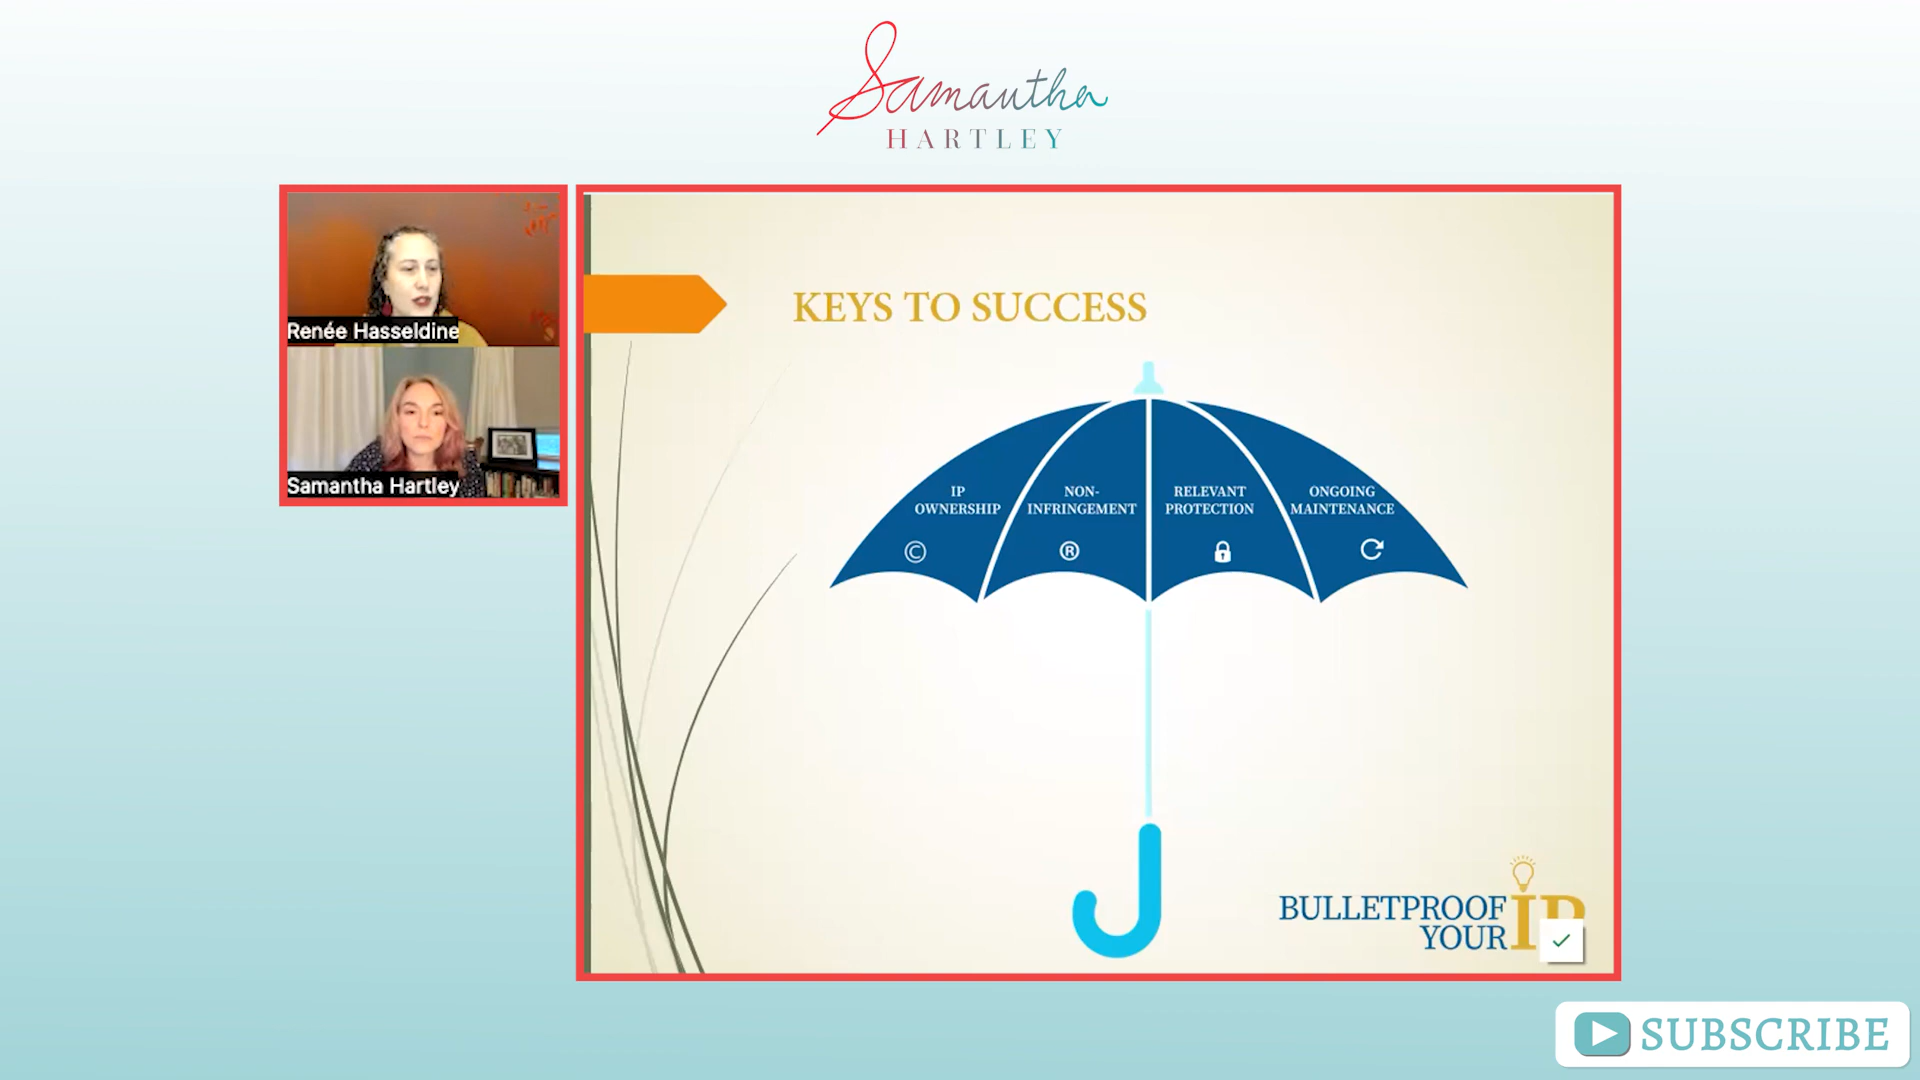 Samantha
HARTLEY
Renée Hasseldine
Samantha Hartley
KEYS TO SUCCESS
IP
OWNERSHIP
©
NON-
INFRINGEMENT
®
RELEVANT
PROTECTION
ONGOING
MAINTENANCE
BULLETPROOF
YOUR IP
SUBSCRIBE